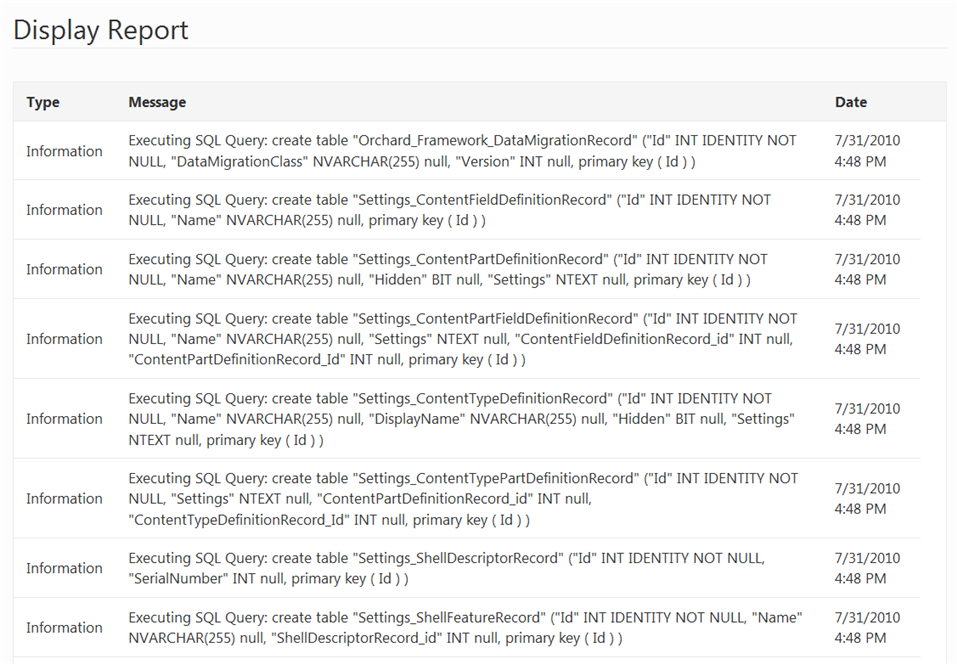 Display Report
Type Message Date
Information Executing SQL Query: create table "Orchard_Framework_DataMigrationRecord" ("Id" INT IDENTITY NOT 7/31/2010
NULL, "DataMigrationClass" NVARCHAR(255) null, "Version" INT null, primary key ( Id ) ) 4:48 PM
Information Executing SQL Query: create table "Settings_ContentFieldDefinitionRecord" ("Id" INT IDENTITY NOT 7/31/2010
NULL, "Name" NVARCHAR(255) null, primary key ( Id ) ) 4:48 PM
Information Executing SQL Query: create table "Settings_ContentPartDefinitionRecord" ("Id" INT IDENTITY NOT 7/31/2010
NULL, "Name" NVARCHAR(255) null, "Hidden" BIT null, "Settings" NTEXT null, primary key ( Id ) ) 4:48 PM
Information Executing SQL Query: create table "Settings_ContentPartFieldDefinitionRecord" ("Id" INT IDENTITY NOT 7/31/2010
NULL, "Name" NVARCHAR(255) null, "Settings" NTEXT null, "ContentFieldDefinitionRecord_id" INT null, 4:48 PM
"ContentPartDefinitionRecord_Id" INT null, primary key ( Id ) )
Information Executing SQL Query: create table "Settings_ContentTypeDefinitionRecord" ("Id" INT IDENTITY NOT 7/31/2010
NULL, "Name" NVARCHAR(255) null, "DisplayName" NVARCHAR(255) null, "Hidden" BIT null, "Settings" 4:48 PM
NTEXT null, primary key ( Id ) )
Information Executing SQL Query: create table "Settings_ContentTypePartDefinitionRecord" ("Id" INT IDENTITY NOT 7/31/2010
NULL, "Settings" NTEXT null, "ContentPartDefinitionRecord_id" INT null, 4:48 PM
"ContentTypeDefinitionRecord_Id" INT null, primary key ( Id ) )
Information Executing SQL Query: create table "Settings_ShellDescriptorRecord" ("Id" INT IDENTITY NOT NULL, 7/31/2010
"SerialNumber" INT null, primary key ( Id ) ) 4:48 PM
Information Executing SQL Query: create table "Settings_ShellFeatureRecord" ("Id" INT IDENTITY NOT NULL, "Name" 7/31/2010
NVARCHAR(255) null, "ShellDescriptorRecord_id" INT null, primary key ( Id ) ) 4:48 PM